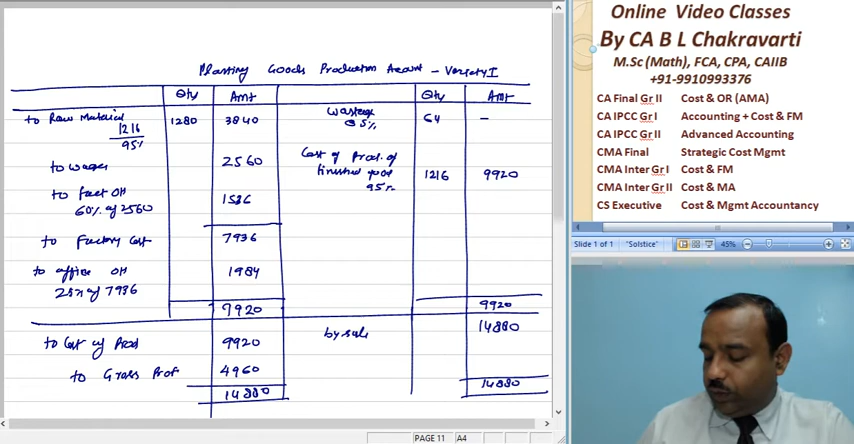 Online Video Classes
By CA B L Chakravarti
M.Sc (Math), FCA, CPA, CAIIB
+91-9910993376
CA Final Gr II Cost & OR (AMA)
CA IPCC Gr I Accounting + Cost & FM
CA IPCC Gr II Advanced Accounting
CMA Final Strategic Cost Mgmt
CMA Inter Gr I Cost & FM
CMA Inter Gr II Cost & MA
CS Executive Cost & Mgmt Accountancy
Slide 1 of 1 "Solstice" 45%
Goods Production Account - Variety I
Qty Amt Qty Amt
to Raw Material 1280 3840 Wastage 64 -
1216 @ 5%
95%
to wages 2560 Cost of Prod. of
finished good 1216 9920
95%
to fact OH 1536
60% of 2560
to Factory Cost 7936
to office OH 1984
25% of 7936
9920 9920
to Cost of Prod 9920 by sale 14880
to Gross Prof 4960
14880 14880
PAGE 11 A4